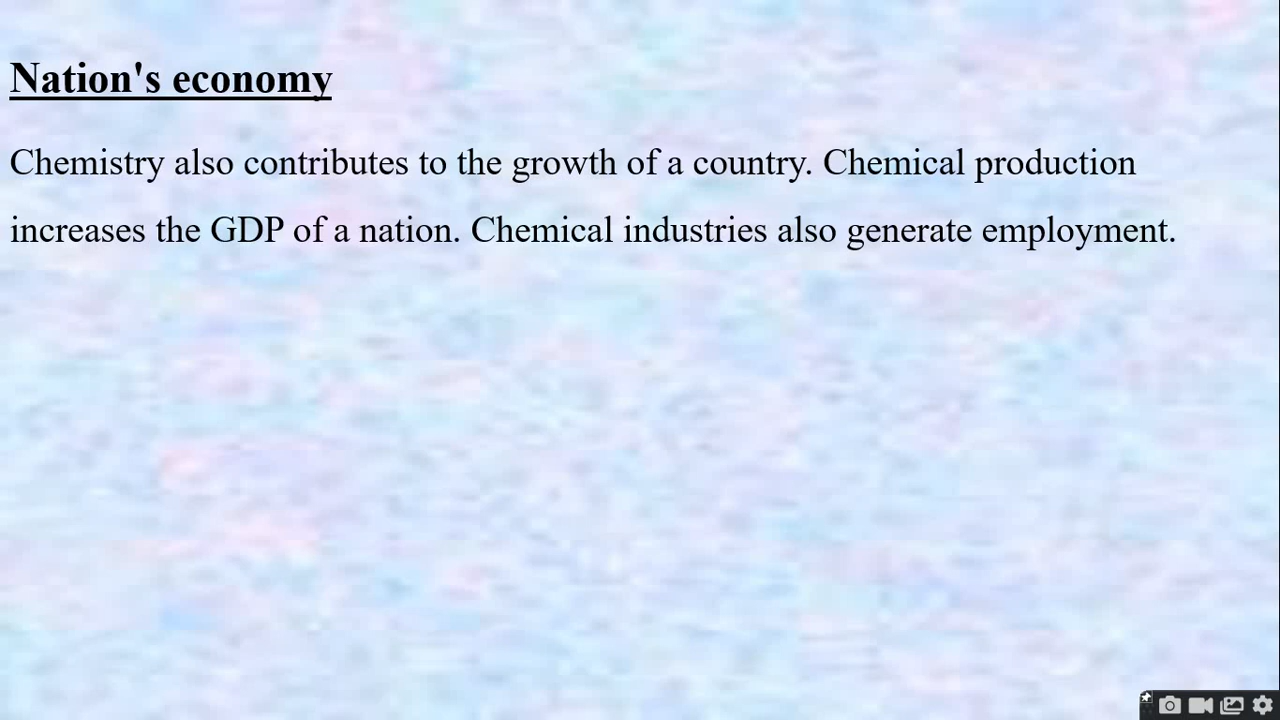 Nation's economy
Chemistry also contributes to the growth of a country. Chemical production
increases the GDP of a nation. Chemical industries also generate employment.